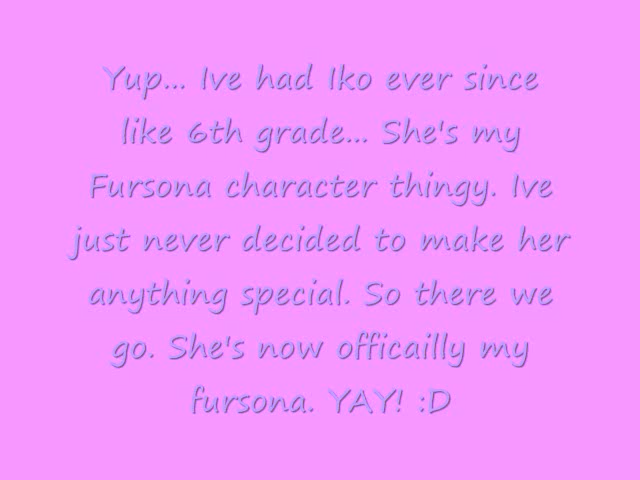 Yup... Ive had Iko ever since
like 6th grade... She's my
Fursona character thingy. Ive
just never decided to make her
anything special. So there we
go. She's now officailly my
fursona. YAY! :D